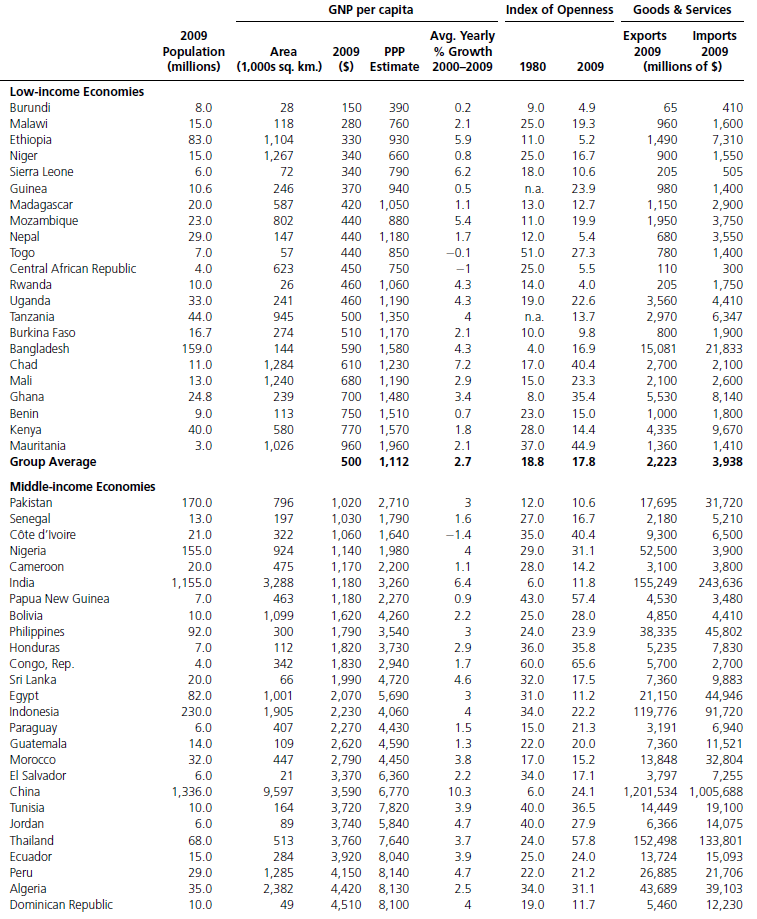 GNP per capita Index of Openness Goods & Services
2009 Avg. Yearly Exports Imports
Population Area 2009 PPP % Growth 2009 2009
(millions) (1,000s sq. km.) ($) Estimate 2000–2009 1980 2009 (millions of $)
Low-income Economies
Burundi 8.0 28 150 390 0.2 9.0 4.9 65 410
Malawi 15.0 118 280 760 2.1 25.0 19.3 960 1,600
Ethiopia 83.0 1,104 330 930 5.9 11.0 5.2 1,490 7,310
Niger 15.0 1,267 340 660 0.8 25.0 16.7 900 1,550
Sierra Leone 6.0 72 340 790 6.2 18.0 10.6 205 505
Guinea 10.6 246 370 940 0.5 n.a. 23.9 980 1,400
Madagascar 20.0 587 420 1,050 1.1 13.0 12.7 1,150 2,900
Mozambique 23.0 802 440 880 5.4 11.0 19.9 1,950 3,750
Nepal 29.0 147 440 1,180 1.7 12.0 5.4 680 3,550
Togo 7.0 57 440 850 −0.1 51.0 27.3 780 1,400
Central African Republic 4.0 623 450 750 −1 25.0 5.5 110 300
Rwanda 10.0 26 460 1,060 4.3 14.0 4.0 205 1,750
Uganda 33.0 241 460 1,190 4.3 19.0 22.6 3,560 4,410
Tanzania 44.0 945 500 1,350 4 n.a. 13.7 2,970 6,347
Burkina Faso 16.7 274 510 1,170 2.1 10.0 9.8 800 1,900
Bangladesh 159.0 144 590 1,580 4.3 4.0 16.9 15,081 21,833
Chad 11.0 1,284 610 1,230 7.2 17.0 40.4 2,700 2,100
Mali 13.0 1,240 680 1,190 2.9 15.0 23.3 2,100 2,600
Ghana 24.8 239 700 1,480 3.4 8.0 35.4 5,530 8,140
Benin 9.0 113 750 1,510 0.7 23.0 15.0 1,000 1,800
Kenya 40.0 580 770 1,570 1.8 28.0 14.4 4,335 9,670
Mauritania 3.0 1,026 960 1,960 2.1 37.0 44.9 1,360 1,410
Group Average 500 1,112 2.7 18.8 17.8 2,223 3,938
Middle-income Economies
Pakistan 170.0 796 1,020 2,710 3 12.0 10.6 17,695 31,720
Senegal 13.0 197 1,030 1,790 1.6 27.0 16.7 2,180 5,210
Côte d'Ivoire 21.0 322 1,060 1,640 −1.4 35.0 40.4 9,300 6,500
Nigeria 155.0 924 1,140 1,980 4 29.0 31.1 52,500 3,900
Cameroon 20.0 475 1,170 2,200 1.1 28.0 14.2 3,100 3,800
India 1,155.0 3,288 1,180 3,260 6.4 6.0 11.8 155,249 243,636
Papua New Guinea 7.0 463 1,180 2,270 0.9 43.0 57.4 4,530 3,480
Bolivia 10.0 1,099 1,620 4,260 2.2 25.0 28.0 4,850 4,410
Philippines 92.0 300 1,790 3,540 3 24.0 23.9 38,335 45,802
Honduras 7.0 112 1,820 3,730 2.9 36.0 35.8 5,235 7,830
Congo, Rep. 4.0 342 1,830 2,940 1.7 60.0 65.6 5,700 2,700
Sri Lanka 20.0 66 1,990 4,720 4.6 32.0 17.5 7,360 9,883
Egypt 82.0 1,001 2,070 5,690 3 31.0 11.2 21,150 44,946
Indonesia 230.0 1,905 2,230 4,060 4 34.0 22.2 119,776 91,720
Paraguay 6.0 407 2,270 4,430 1.5 15.0 21.3 3,191 6,940
Guatemala 14.0 109 2,620 4,590 1.3 22.0 20.0 7,360 11,521
Morocco 32.0 447 2,790 4,450 3.8 17.0 15.2 13,848 32,804
El Salvador 6.0 21 3,370 6,360 2.2 34.0 17.1 3,797 7,255
China 1,336.0 9,597 3,590 6,770 10.3 6.0 24.1 1,201,534 1,005,688
Tunisia 10.0 164 3,720 7,820 3.9 40.0 36.5 14,449 19,100
Jordan 6.0 89 3,740 5,840 4.7 40.0 27.9 6,366 14,075
Thailand 68.0 513 3,760 7,640 3.7 24.0 57.8 152,498 133,801
Ecuador 15.0 284 3,920 8,040 3.9 25.0 24.0 13,724 15,093
Peru 29.0 1,285 4,150 8,140 4.7 22.0 21.2 26,885 21,706
Algeria 35.0 2,382 4,420 8,130 2.5 34.0 31.1 43,689 39,103
Dominican Republic 10.0 49 4,510 8,100 4 19.0 11.7 5,460 12,230